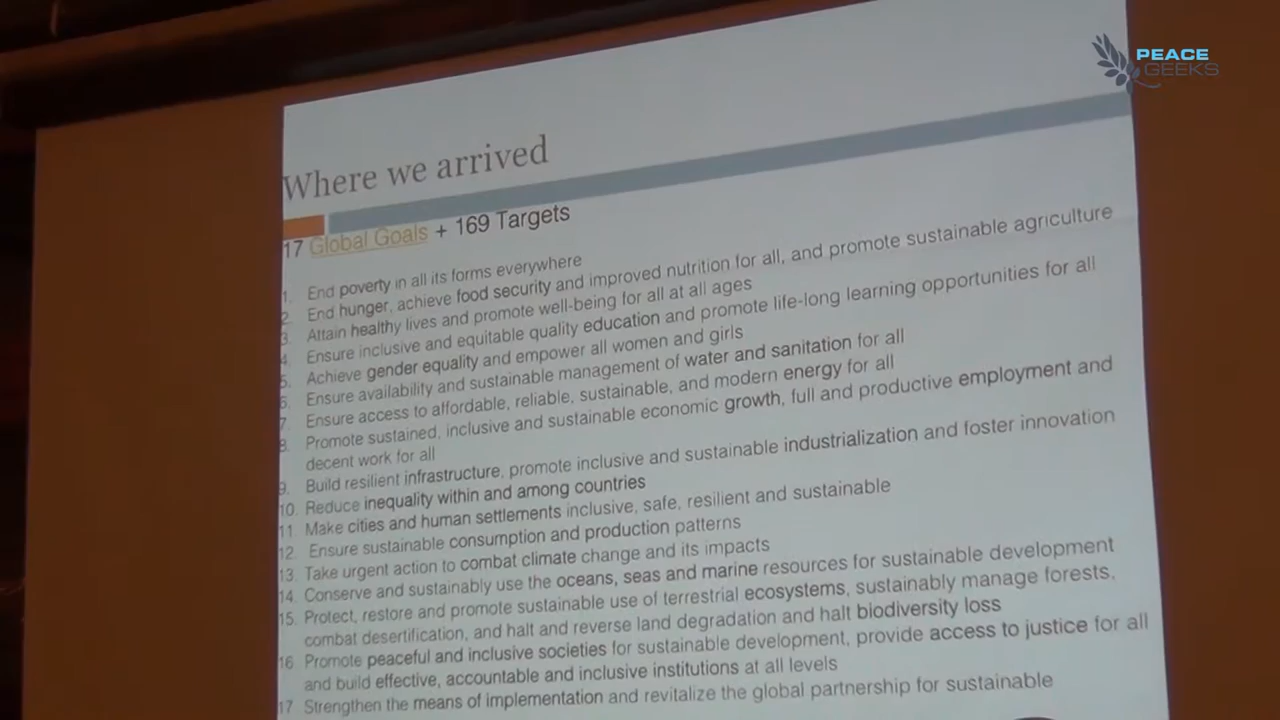 PEACE
GEEKS
Where we arrived
17 Global Goals + 169 Targets
1. End poverty in all its forms everywhere
2. End hunger, achieve food security and improved nutrition for all, and promote sustainable agriculture
3. Attain healthy lives and promote well-being for all at all ages
4. Ensure inclusive and equitable quality education and promote life-long learning opportunities for all
5. Achieve gender equality and empower all women and girls
6. Ensure availability and sustainable management of water and sanitation for all
7. Ensure access to affordable, reliable, sustainable, and modern energy for all
8. Promote sustained, inclusive and sustainable economic growth, full and productive employment and
decent work for all
9. Build resilient infrastructure, promote inclusive and sustainable industrialization and foster innovation
10. Reduce inequality within and among countries
11. Make cities and human settlements inclusive, safe, resilient and sustainable
12. Ensure sustainable consumption and production patterns
13. Take urgent action to combat climate change and its impacts
14. Conserve and sustainably use the oceans, seas and marine resources for sustainable development
15. Protect, restore and promote sustainable use of terrestrial ecosystems, sustainably manage forests,
combat desertification, and halt and reverse land degradation and halt biodiversity loss
16 Promote peaceful and inclusive societies for sustainable development, provide access to justice for all
and build effective, accountable and inclusive institutions at all levels
17 Strengthen the means of implementation and revitalize the global partnership for sustainable